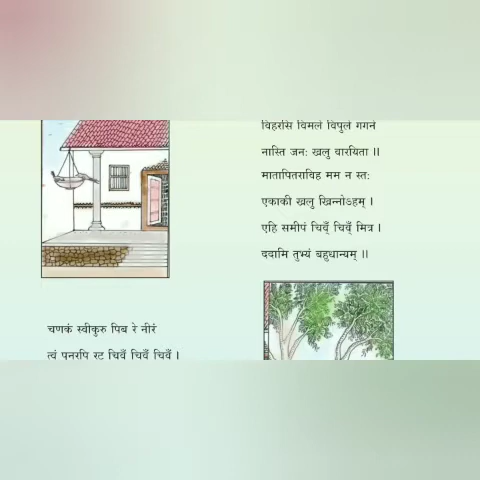 विहरसि विमले विपुले गगने
नास्ति जनः खलु वारयिता ॥
मातापितराविह मम न स्तः
एकाकी खलु खिन्नोऽहम् ।
एहि समीपं चिवँ् चिवँ् मित्र ।
ददामि तुभ्यं बहुधान्यम् ॥
चणकं स्वीकुरु पिब रे नीरं
त्वं पुनरपि रट चिवँ चिवँ चिवँ ।